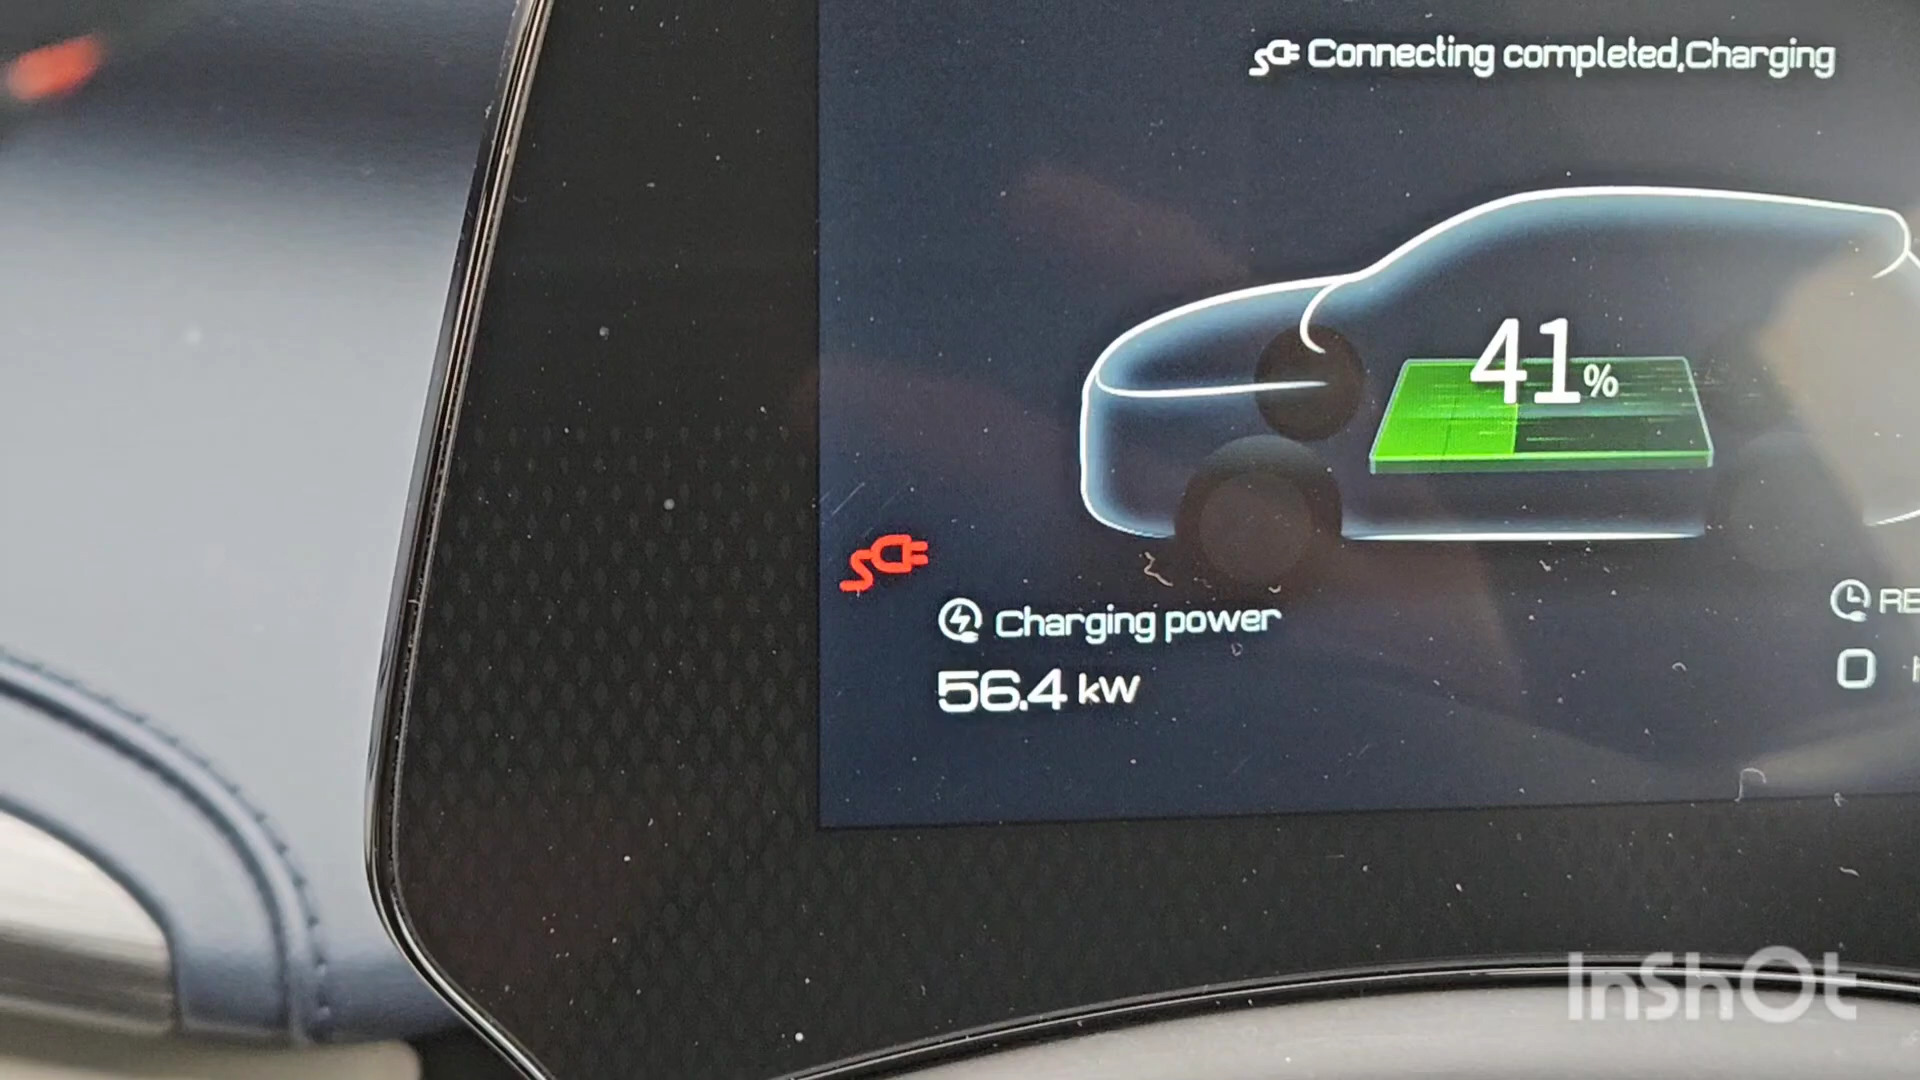 Connecting completed,Charging
41%
Charging power
56.4 kW
0
InShOt